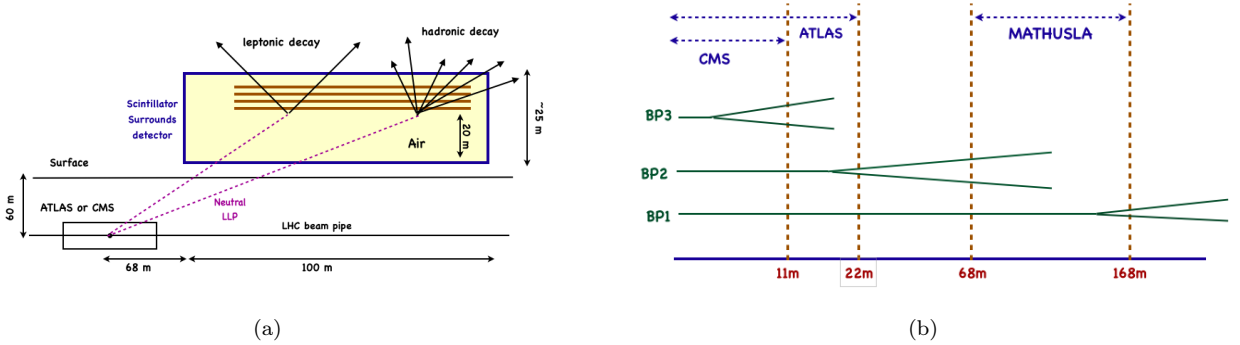 leptonic decay
hadronic decay
Scintillator
Surrounds
detector
20 m
~25 m
Air
Surface
60 m
ATLAS or CMS
Neutral
LLP
LHC beam pipe
68 m
100 m
(a)
ATLAS
MATHUSLA
CMS
BP3
BP2
BP1
11m
22m
68m
168m
(b)